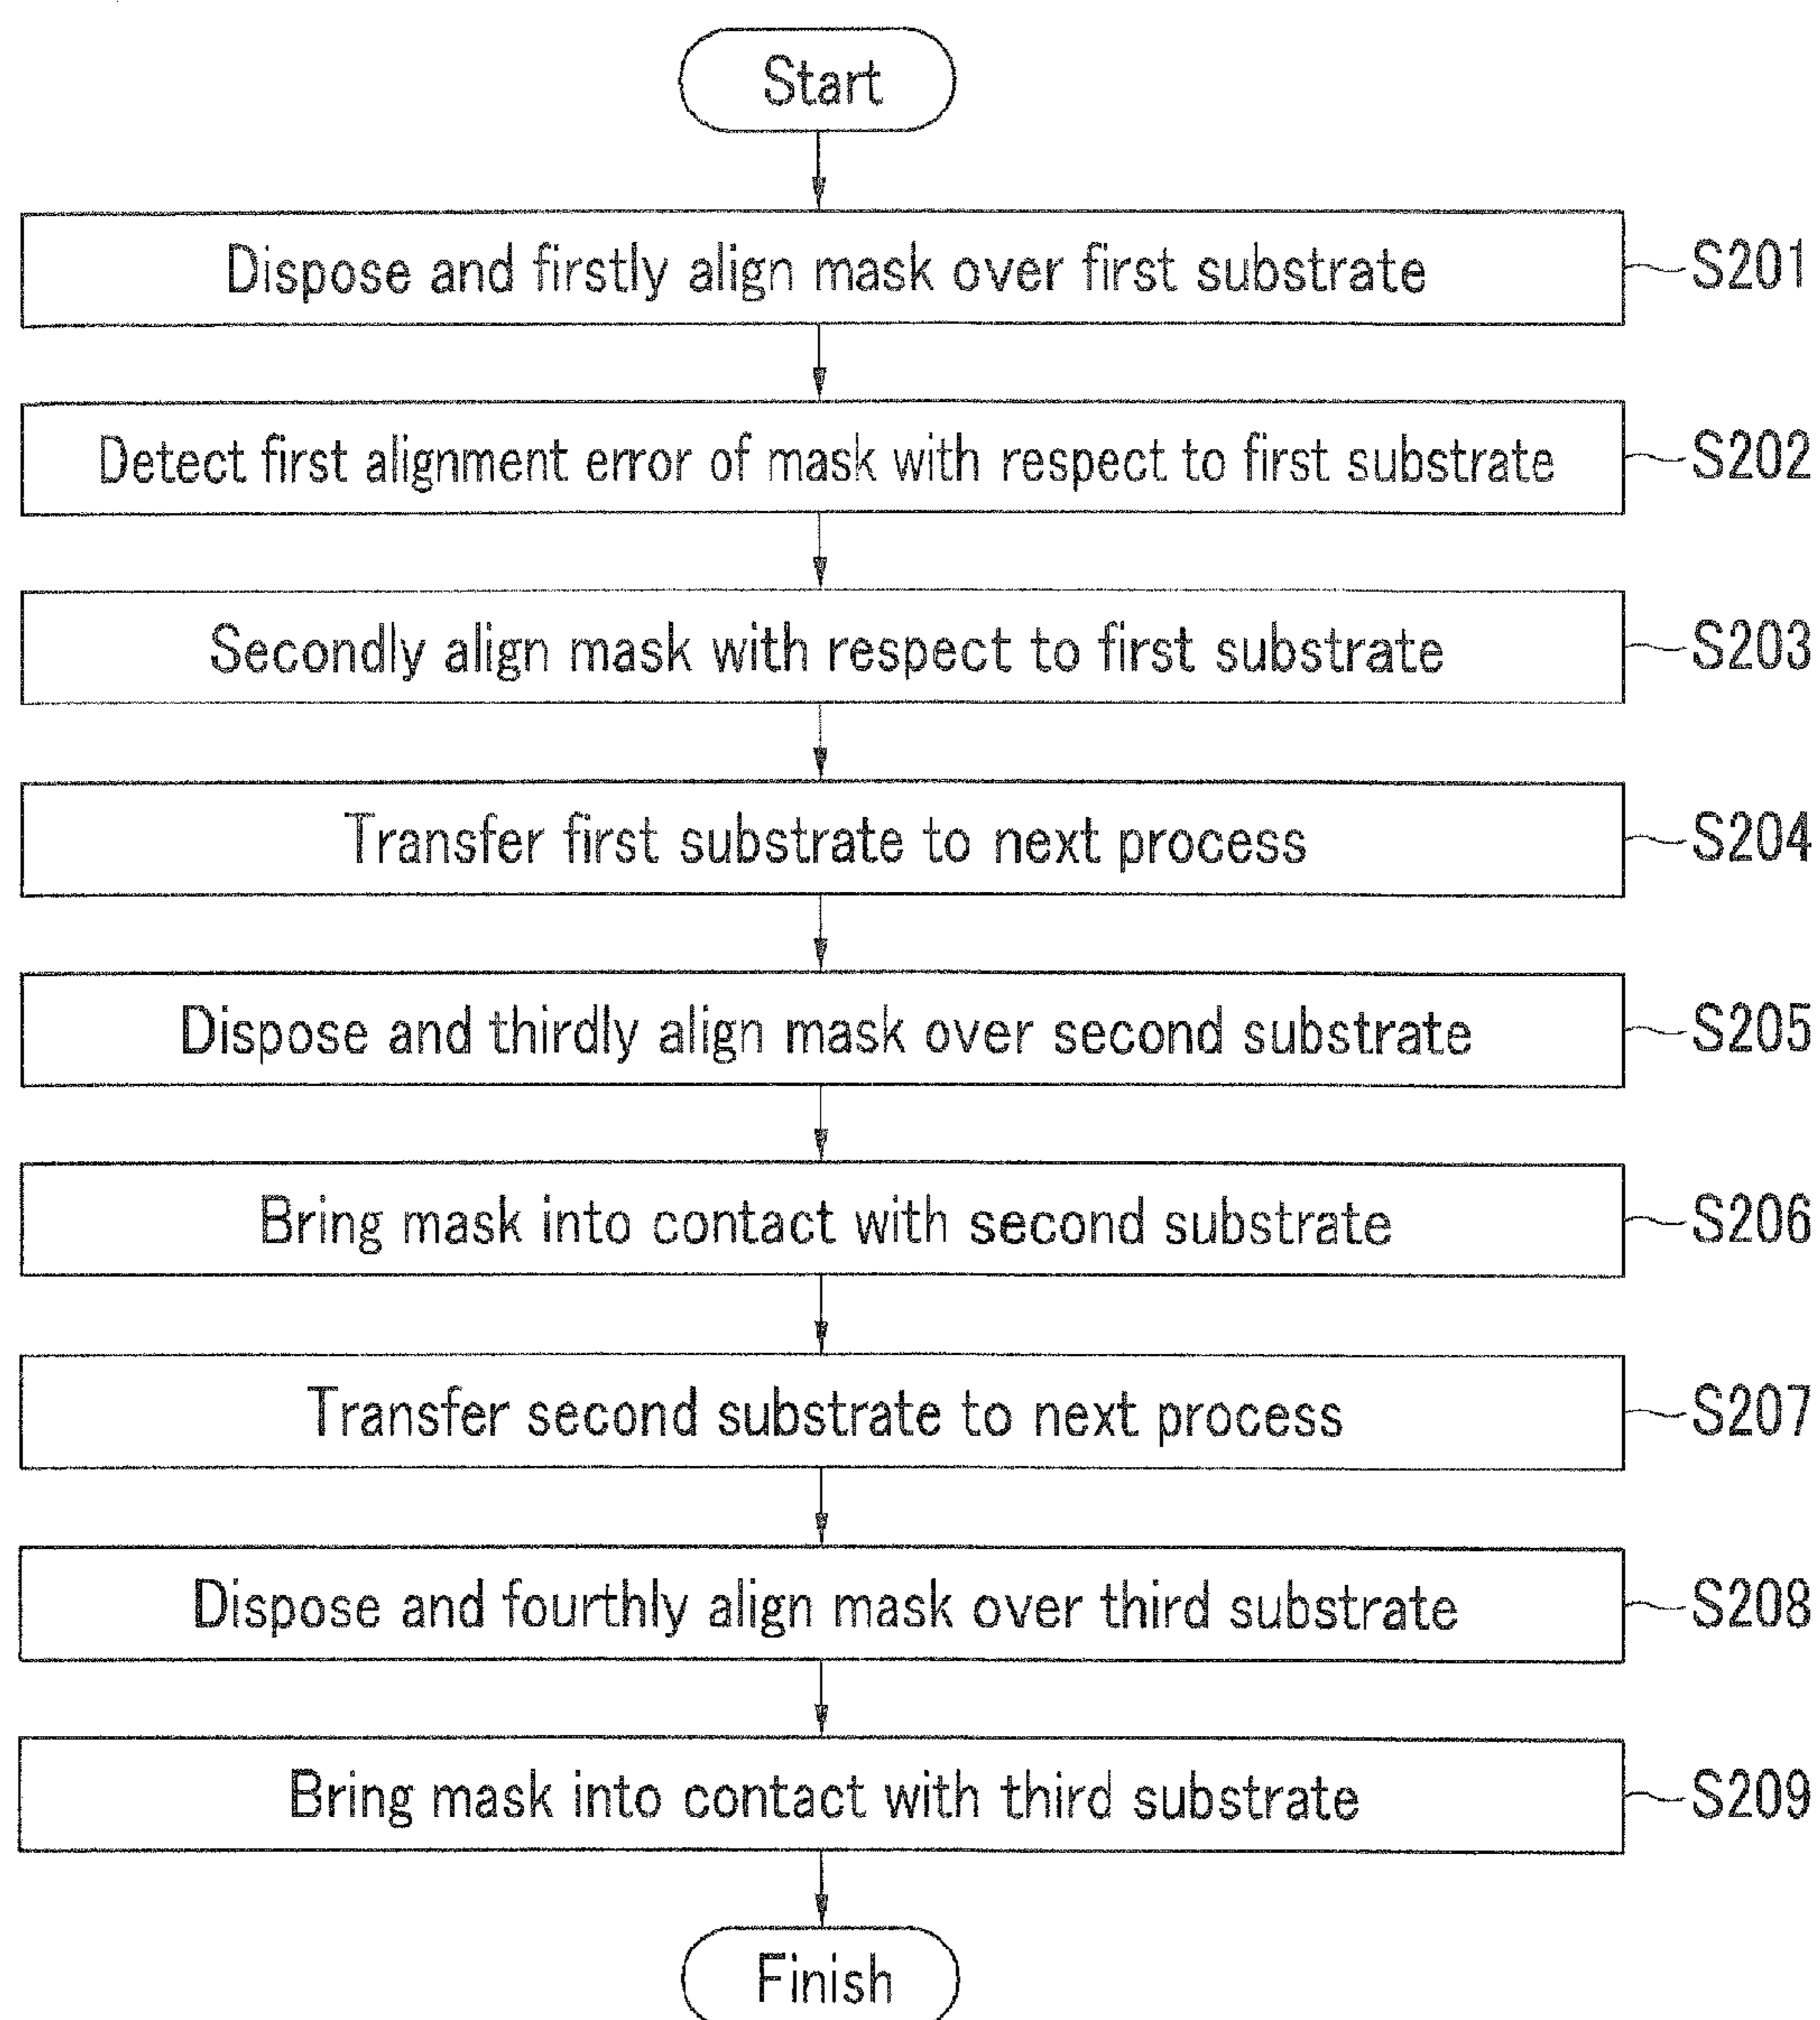 Start
Dispose and firstly align mask over first substrate S201
Detect first alignment error of mask with respect to first substrate S202
Secondly align mask with respect to first substrate S203
Transfer first substrate to next process S204
Dispose and thirdly align mask over second substrate S205
Bring mask into contact with second substrate S206
Transfer second substrate to next process S207
Dispose and fourthly align mask over third substrate S208
Bring mask into contact with third substrate S209
Finish